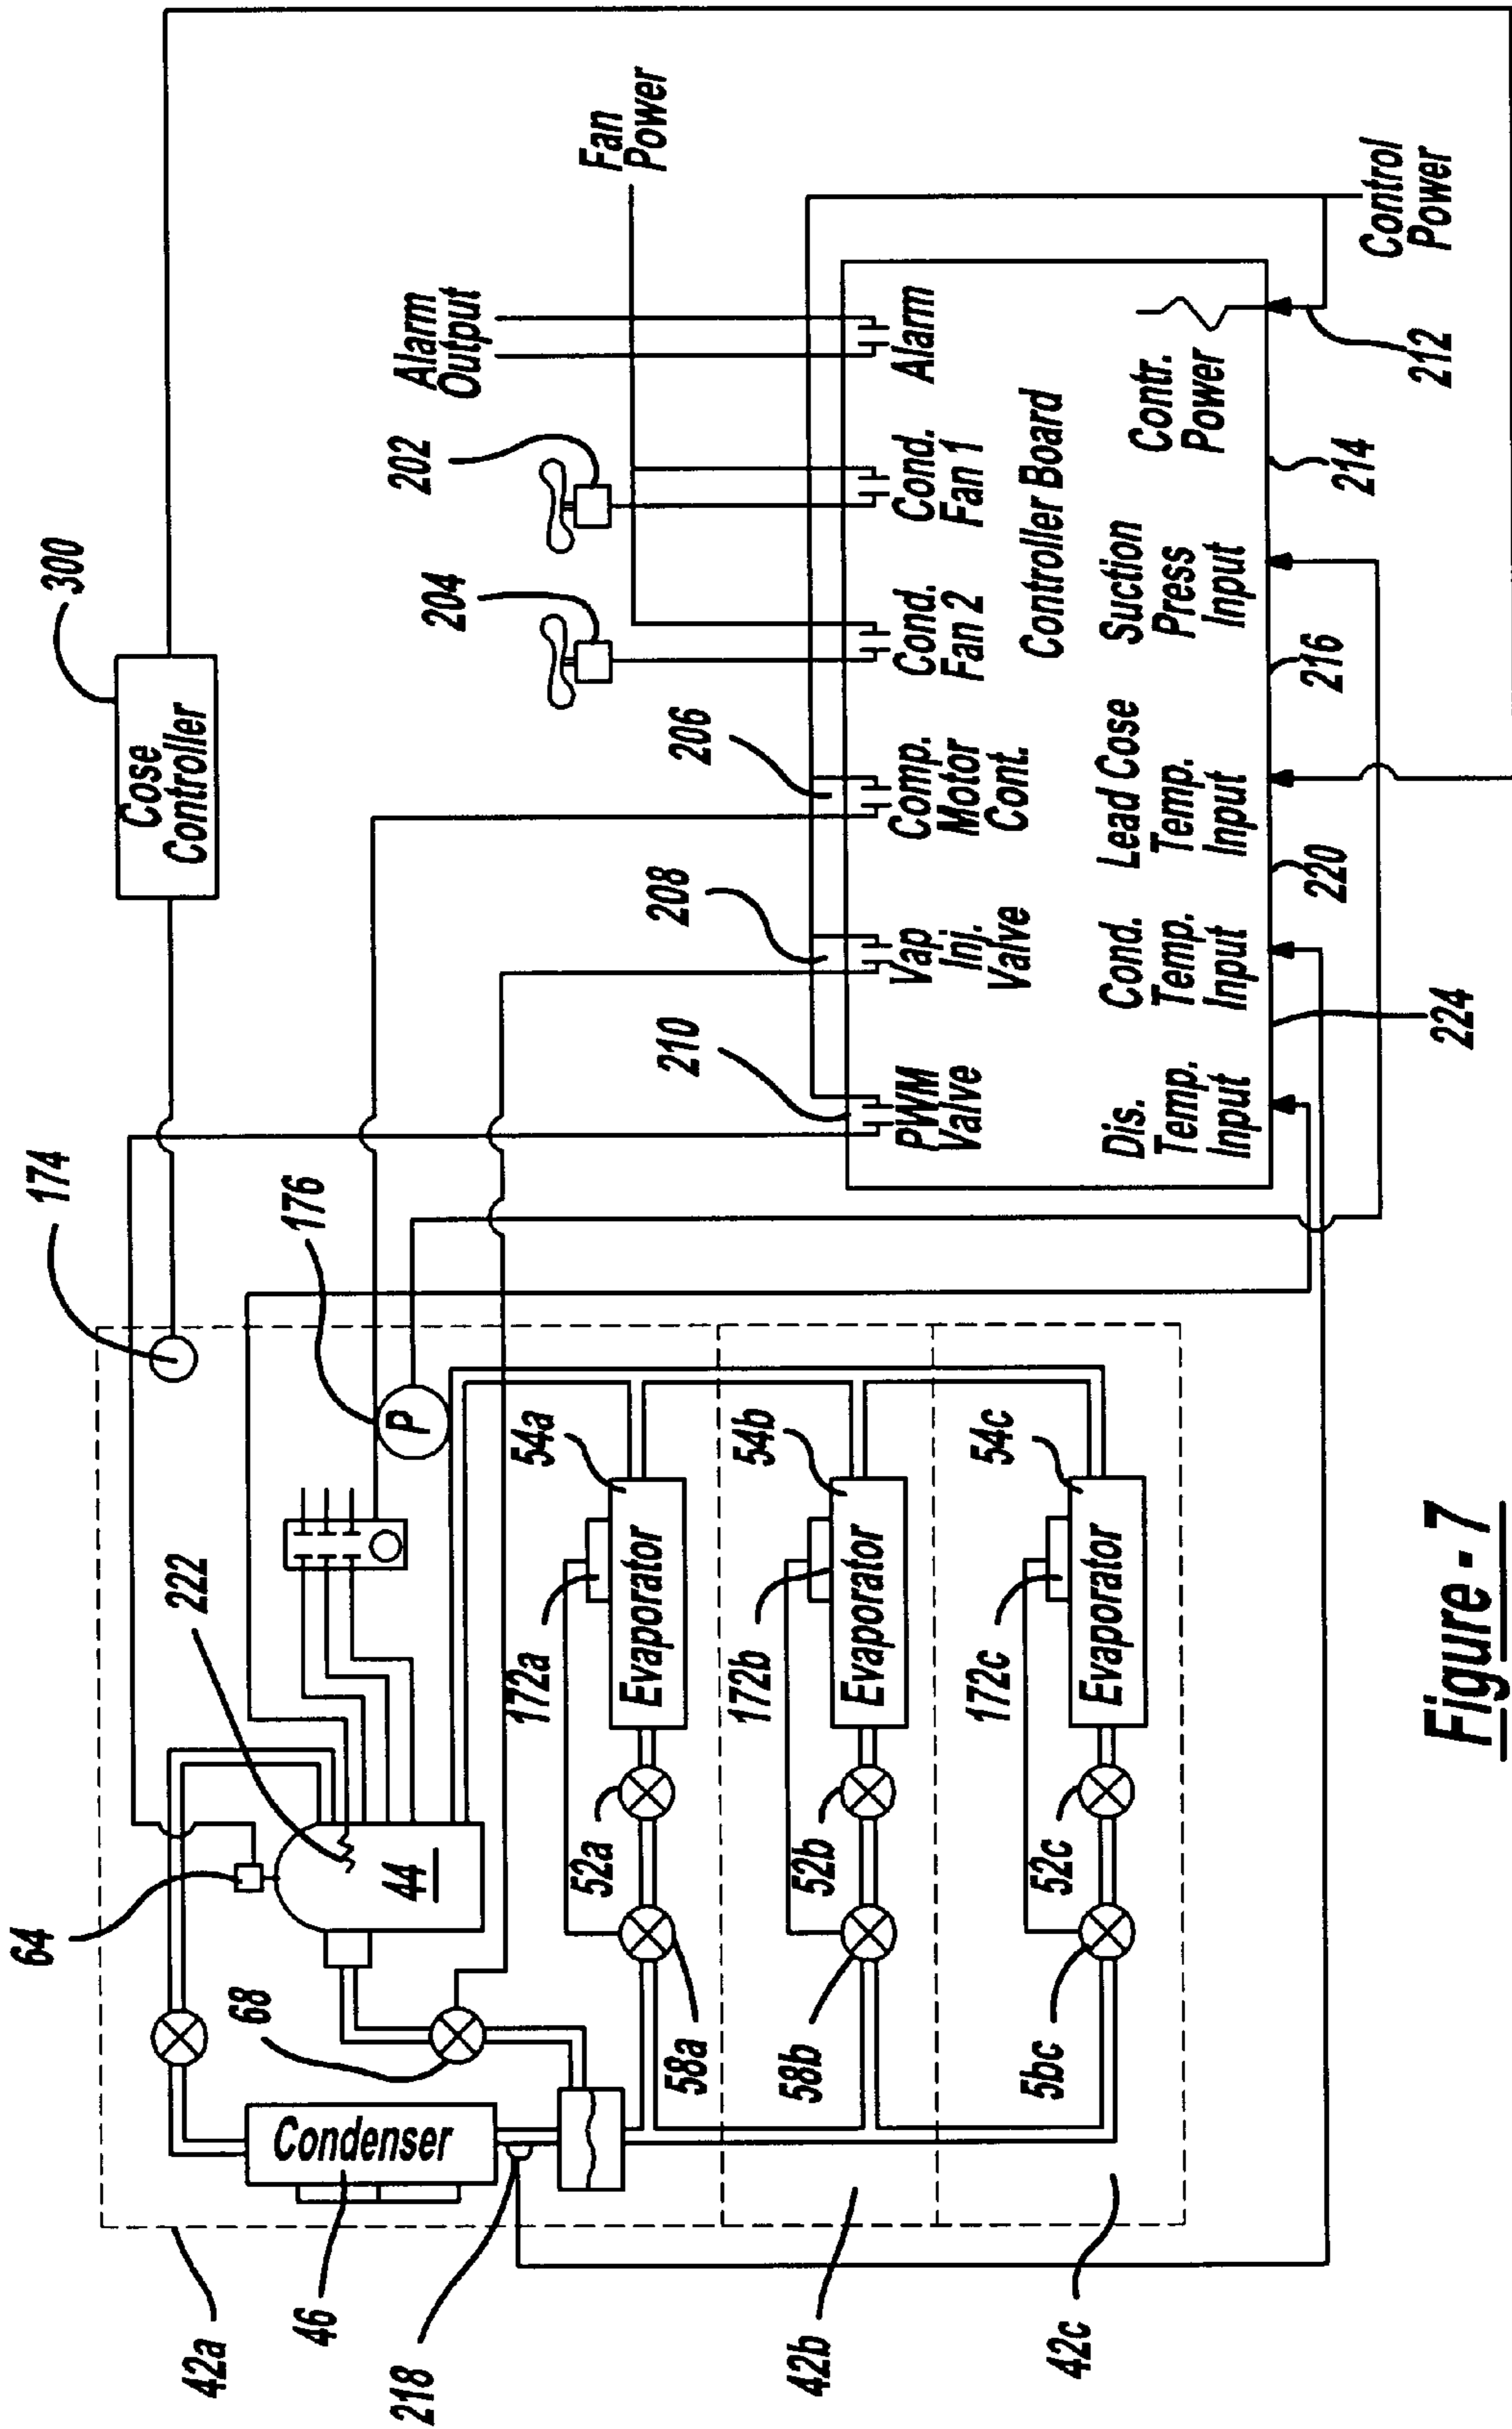 300
Cose
Controller
Fan
Power
Alarm
Output
202
204
174
176
206
208
210
64
222
68
44
P
Condenser
42a
46
218
PWM
Valve
Vap
Inj.
Valve
Comp.
Motor
Cont.
Cond.
Fan 2
Cond.
Fan 1
Alarm
Controller Board
Dis.
Temp.
Input
Cond.
Temp.
Input
Lead Cose
Temp.
Input
Suction
Press
Input
Contr.
Power
Control
Power
212
214
216
220
224
58a
52a
172a
54a
Evaporator
58b
52b
172b
54b
Evaporator
5bc
52c
172c
54c
Evaporator
42b
42c
Figure - 7